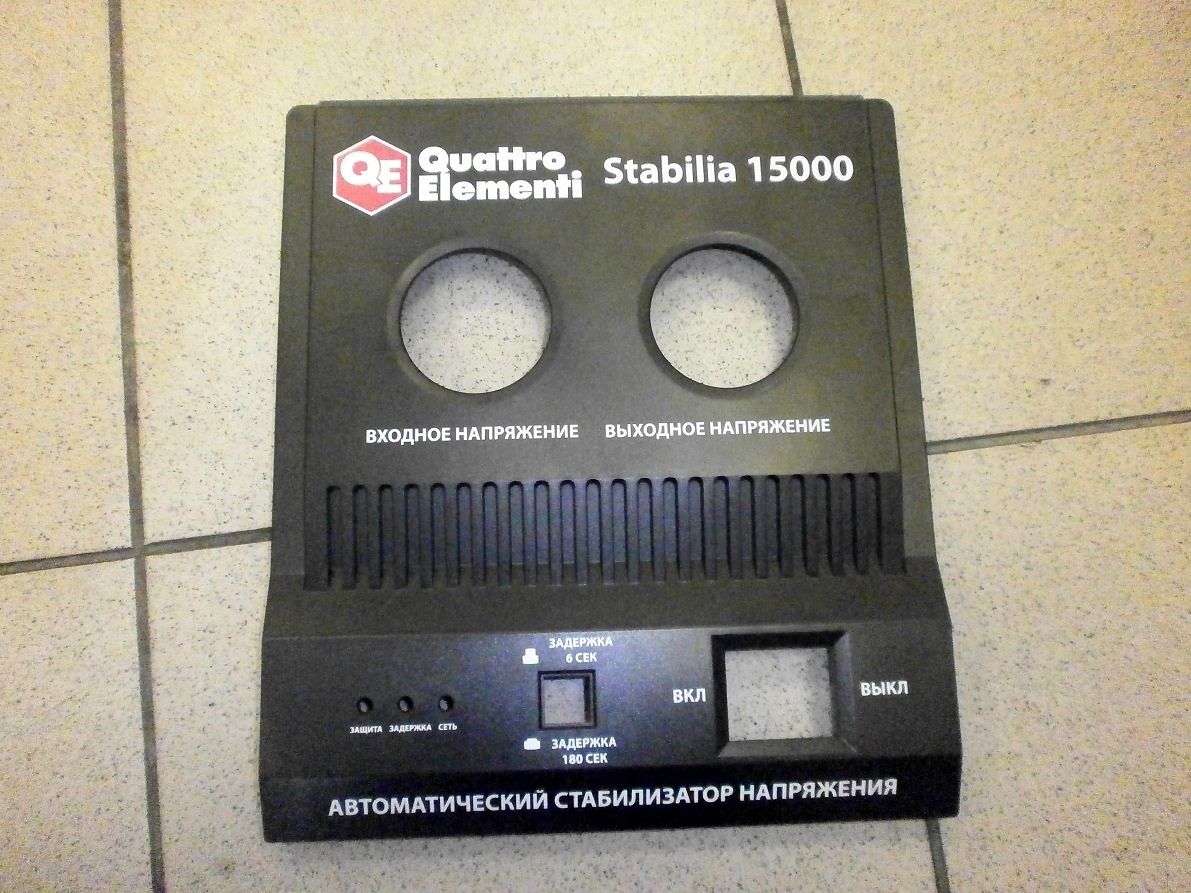 QE
Quattro
Elementi
Stabilia 15000
ВХОДНОЕ НАПРЯЖЕНИЕ
ВЫХОДНОЕ НАПРЯЖЕНИЕ
ЗАДЕРЖКА
6 СЕК
ЗАЩИТА
ЗАДЕРЖКА
СЕТЬ
ВКЛ
ВЫКЛ
ЗАДЕРЖКА
180 СЕК
АВТОМАТИЧЕСКИЙ СТАБИЛИЗАТОР НАПРЯЖЕНИЯ